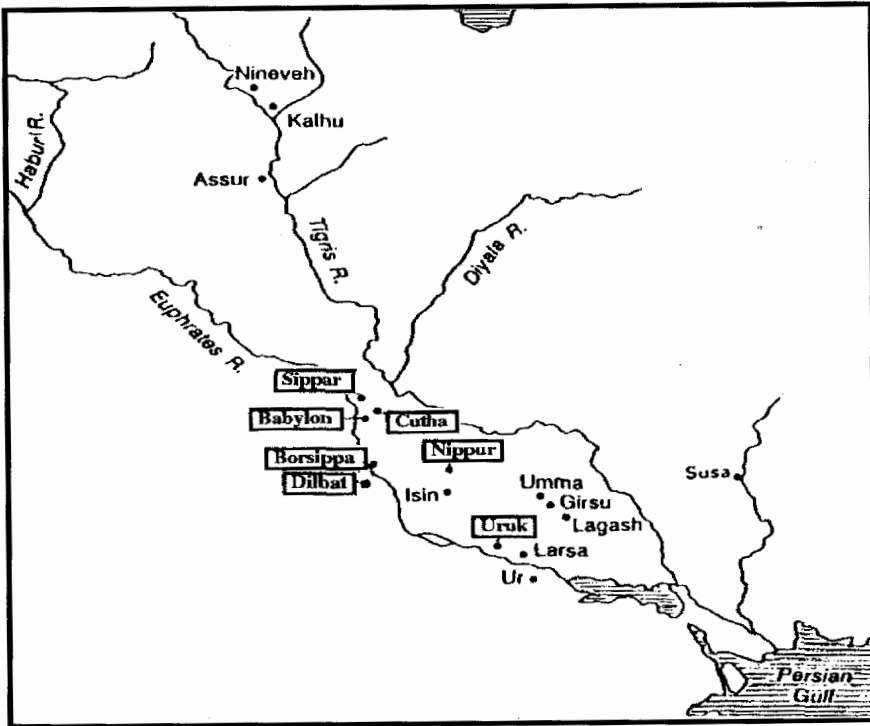 Nineveh
Kalhu
Habur R.
Assur
Tigris R.
Diyala R.
Euphrates R.
Sippar
Babylon
Cutha
Borsippa
Nippur
Dilbat
Isin
Umma
Girsu
Susa
Lagash
Uruk
Larsa
Ur
Persian
Gulf